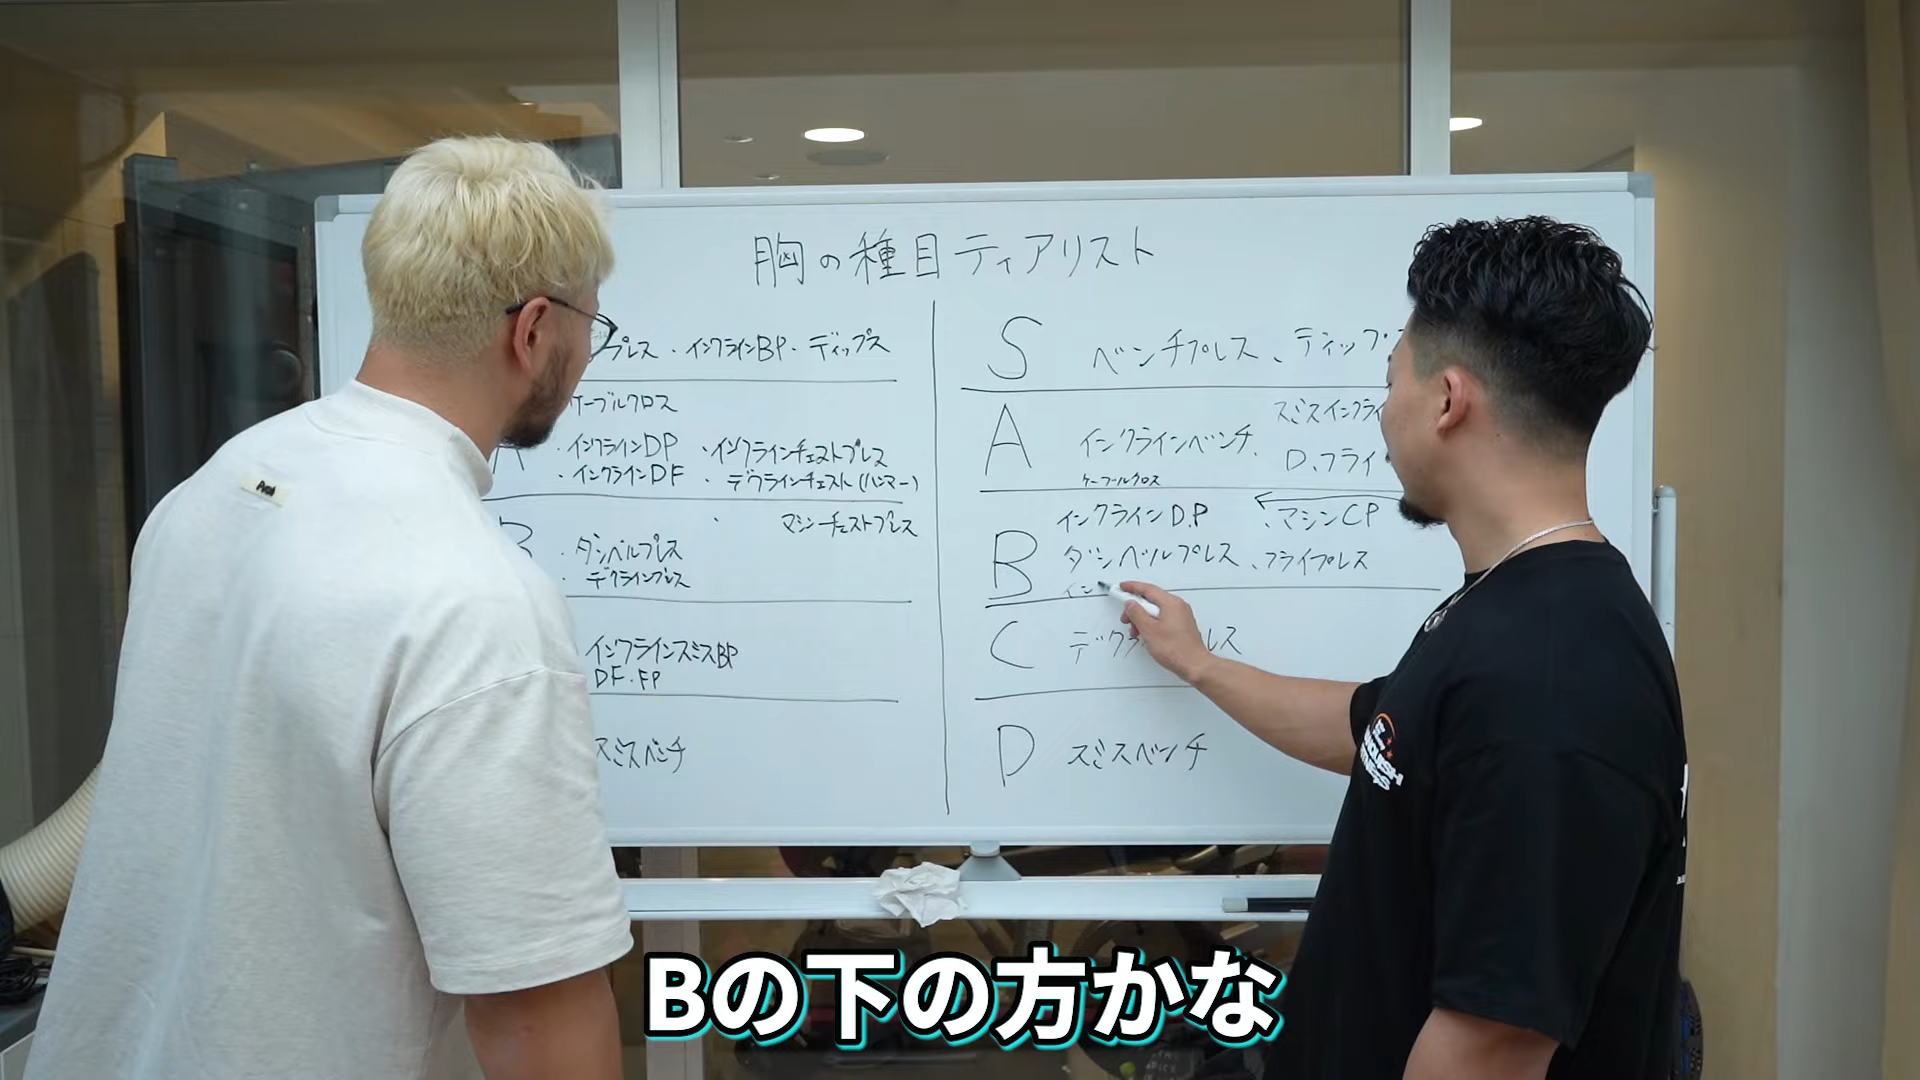 胸の種目ティアリスト
プレス・インクラインBP・ディップス
ケーブルクロス
・インクラインDP ・インクラインチェストプレス
・インクラインDF ・デクラインチェスト(ハンマー)
マシンチェストプレス
・ダンベルプレス
・デクラインプレス
インクラインスミスBP
DF・FP
スミスベンチ
S ベンチプレス、ディップ
スミスインクライ
A インクラインベンチ、D.フライ
ケーブルクロス
インクラインD.P ・マシンCP
B ダンベルプレス、フライプレス
イン
C デクラ レス
D スミスベンチ
Bの下の方かな